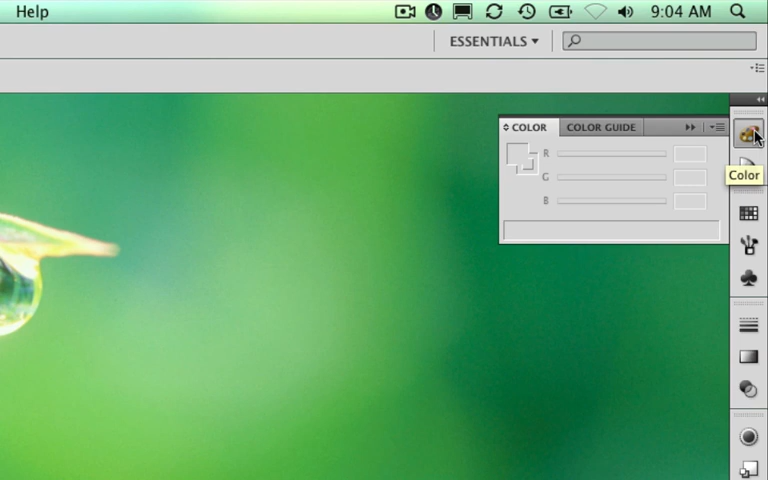 Help 9:04 AM
ESSENTIALS
COLOR COLOR GUIDE
R
G
B
Color